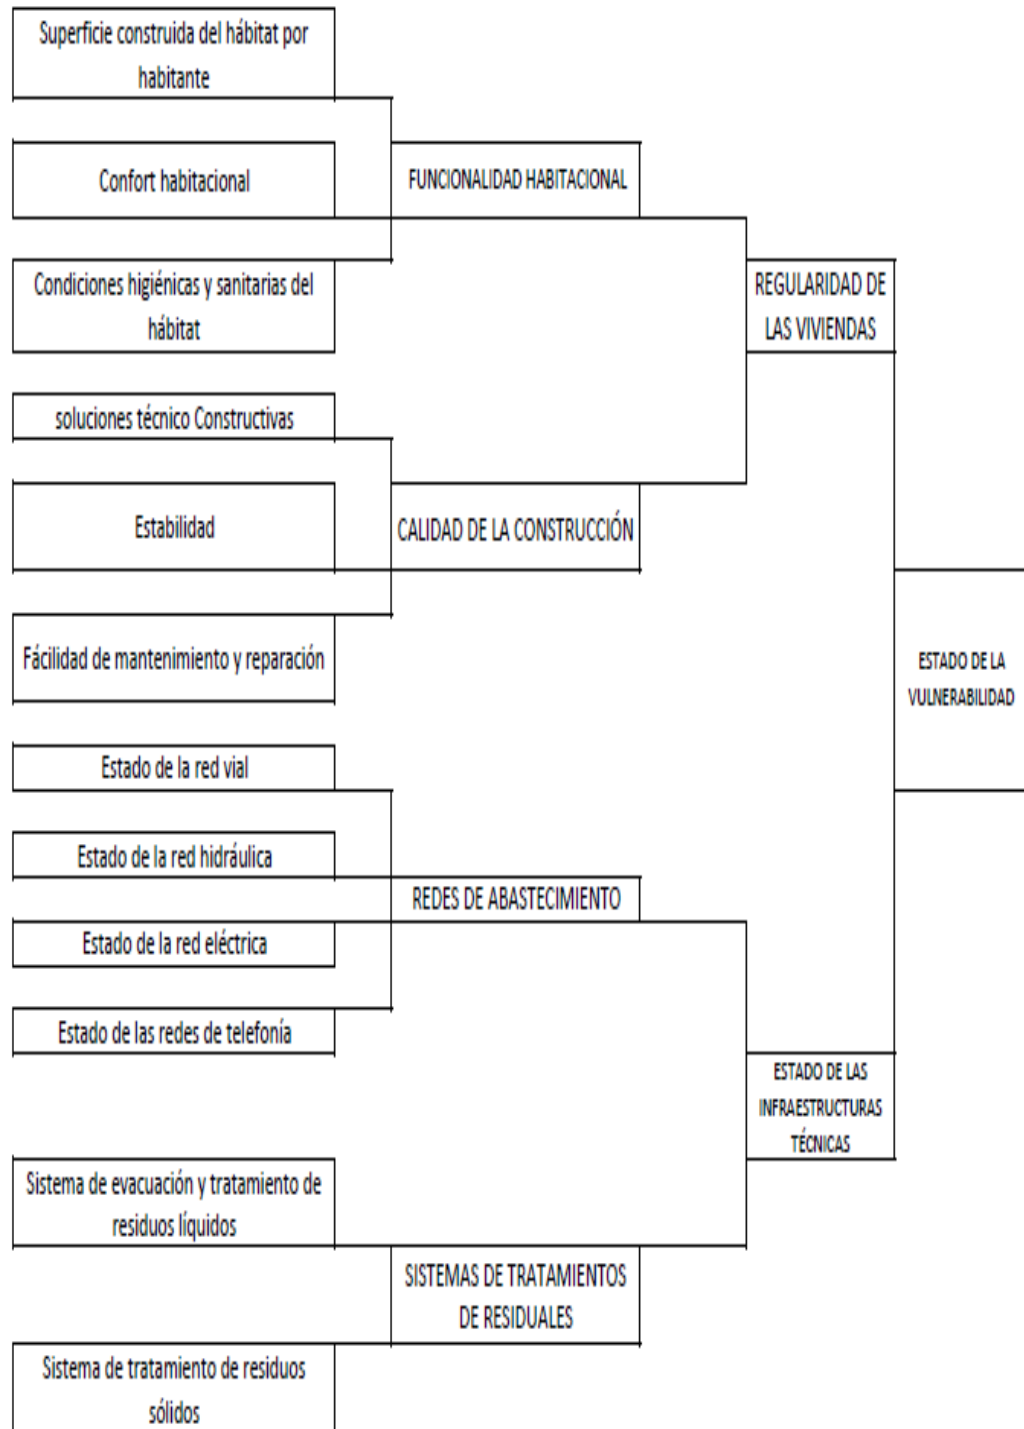 Superficie construida del hábitat por
habitante
Confort habitacional
FUNCIONALIDAD HABITACIONAL
Condiciones higiénicas y sanitarias del
hábitat
REGULARIDAD DE
LAS VIVIENDAS
soluciones técnico Constructivas
Estabilidad
CALIDAD DE LA CONSTRUCCIÓN
Fácilidad de mantenimiento y reparación
ESTADO DE LA
VULNERABILIDAD
Estado de la red vial
Estado de la red hidráulica
REDES DE ABASTECIMIENTO
Estado de la red eléctrica
Estado de las redes de telefonía
ESTADO DE LAS
INFRAESTRUCTURAS
TÉCNICAS
Sistema de evacuación y tratamiento de
residuos líquidos
SISTEMAS DE TRATAMIENTOS
DE RESIDUALES
Sistema de tratamiento de residuos
sólidos